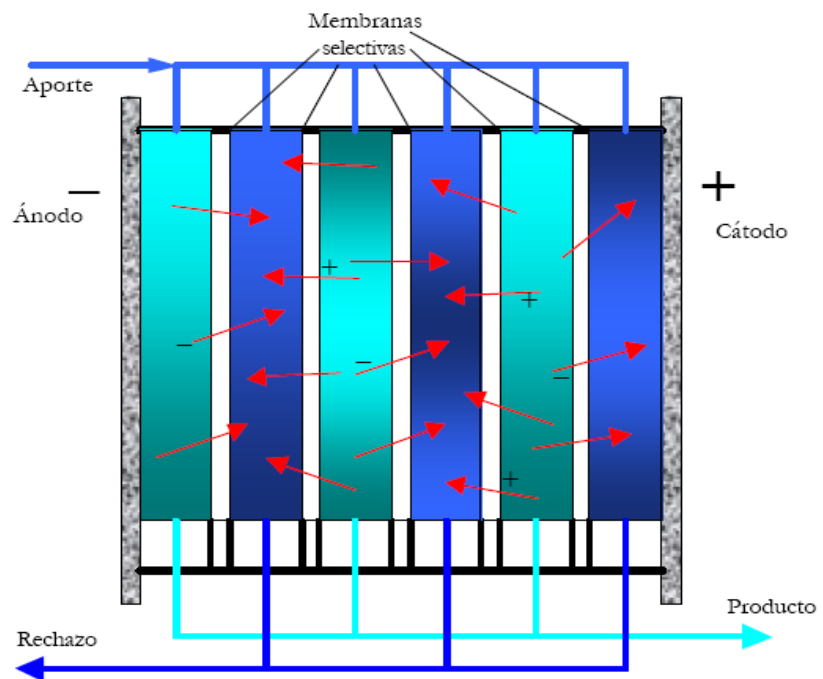 Membranas
selectivas
Aporte
−
+
Ánodo
Cátodo
+
+
−
−
−
+
Producto
Rechazo